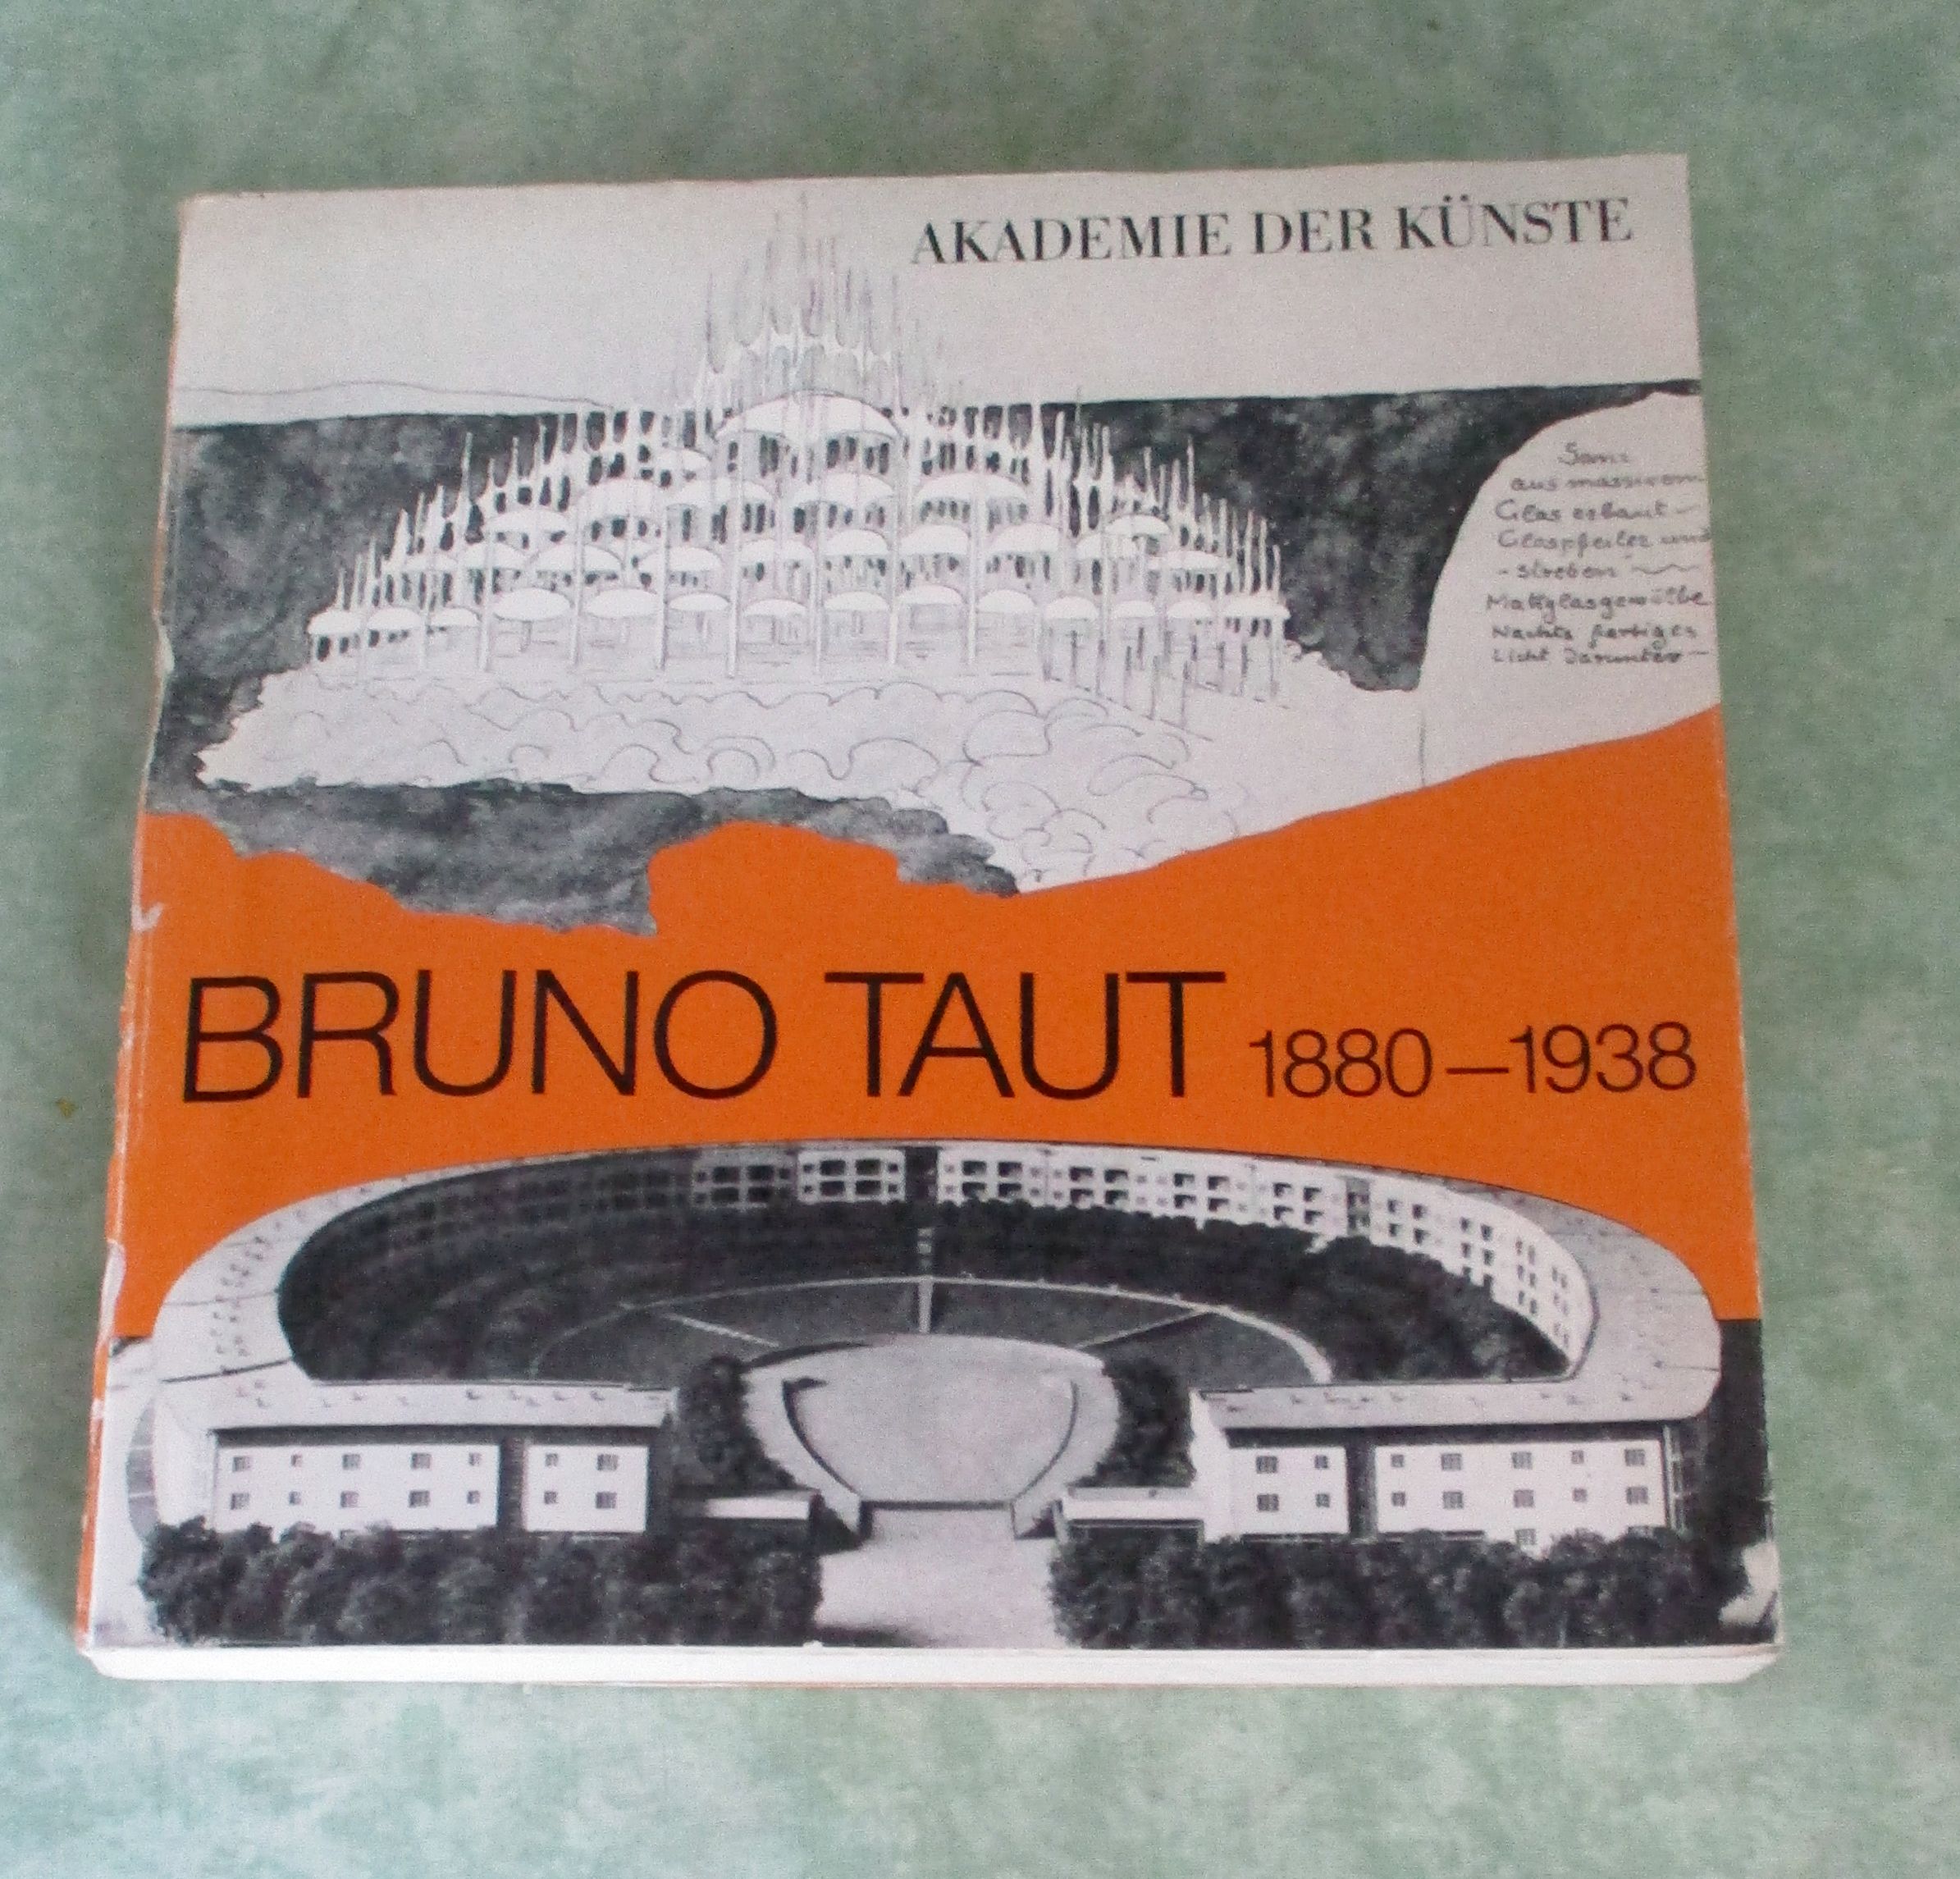 AKADEMIE DER KÜNSTE
aus massivem
Glas erbaut
Glaspfeiler und
-streben
Mattglasgewölbe
Nachts farbiges
Licht darunter
BRUNO TAUT 1880–1938